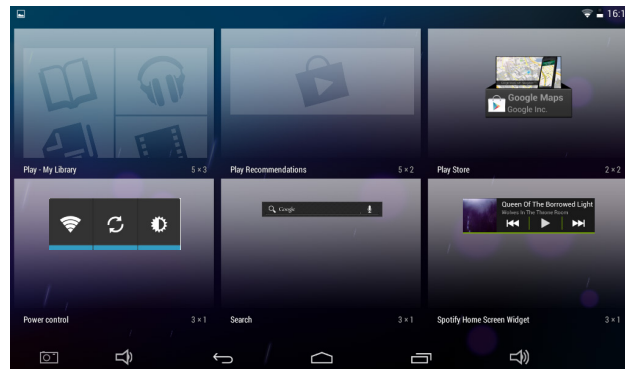 16:1
Google Maps
Google Inc.
Play - My Library 5 × 3
Play Recommendations 5 × 2
Play Store 2 × 2
Google
Queen Of The Borrowed Light
Wolves In The Throne Room
Power control 3 × 1
Search 3 × 1
Spotify Home Screen Widget 3 × 1